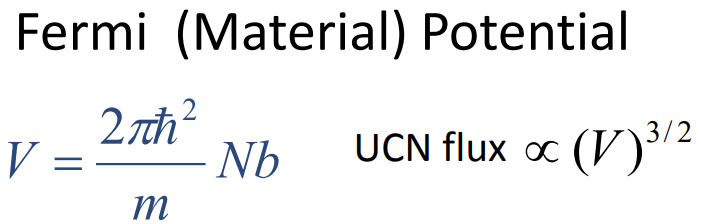 Fermi (Material) Potential
V = 2πħ² / m Nb
UCN flux ∝ (V)^3/2